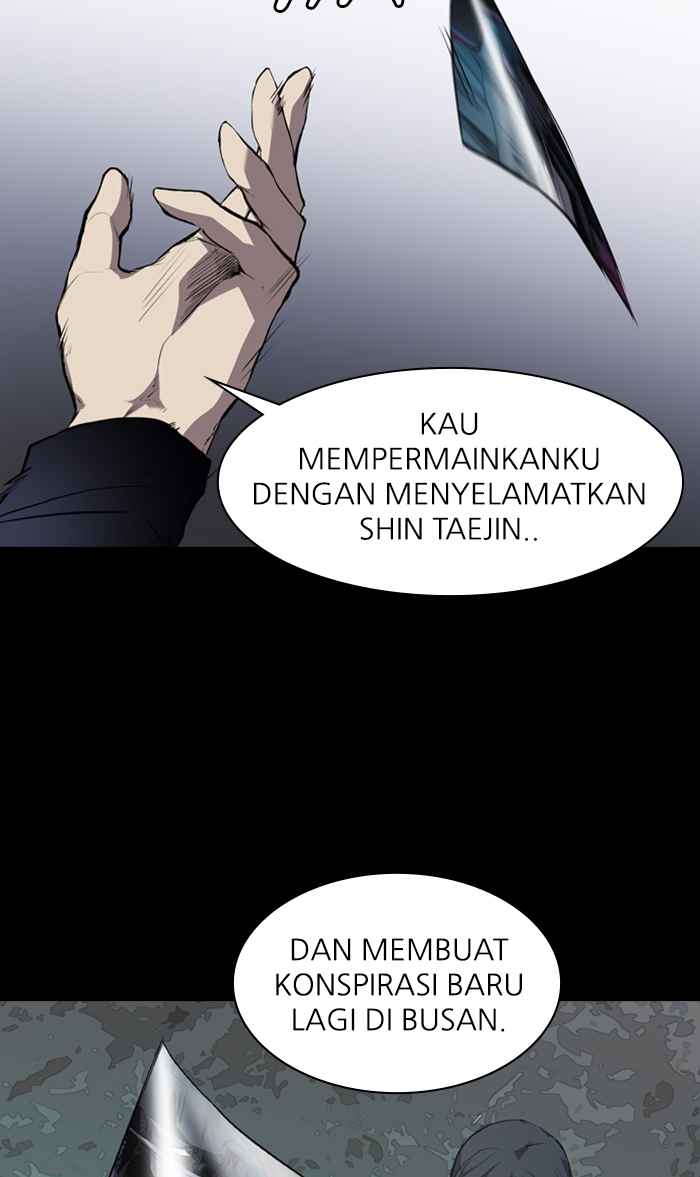 KAU
MEMPERMAINKANKU
DENGAN MENYELAMATKAN
SHIN TAEJIN..
DAN MEMBUAT
KONSPIRASI BARU
LAGI DI BUSAN.